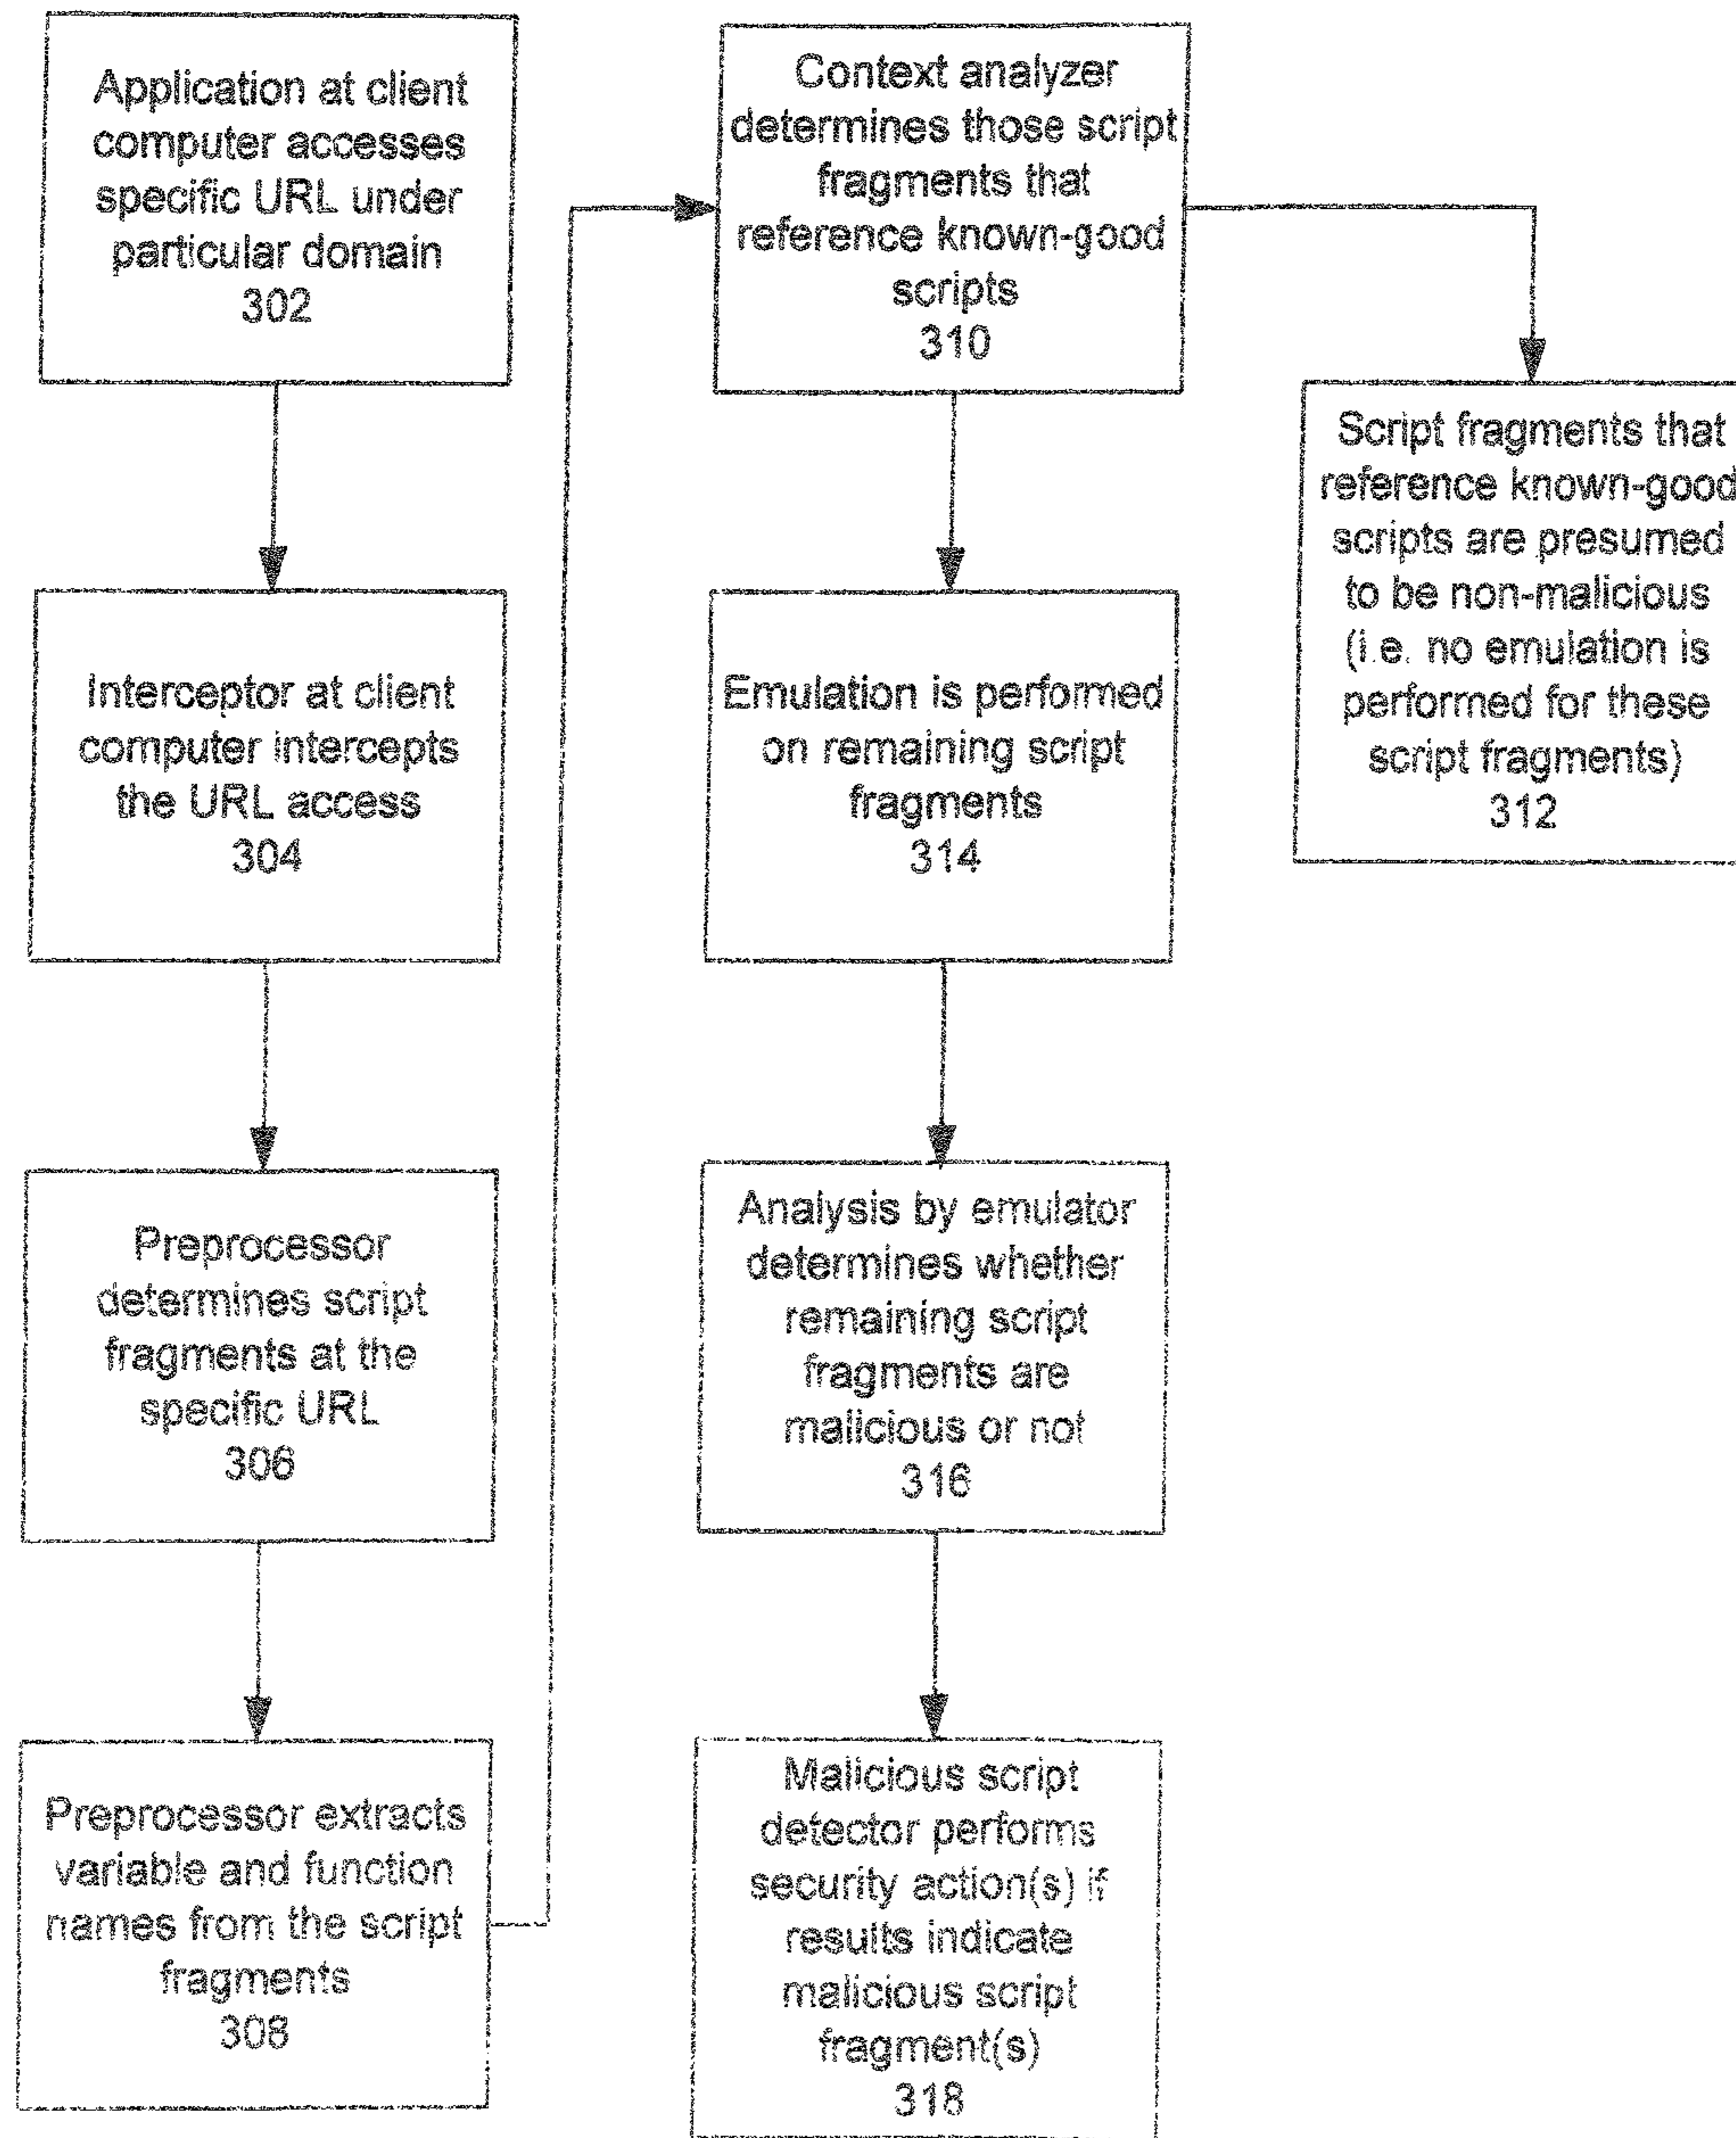 Application at client
computer accesses
specific URL under
particular domain
302
Interceptor at client
computer intercepts
the URL access
304
Preprocessor
determines script
fragments at the
specific URL
306
Preprocessor extracts
variable and function
names from the script
fragments
308
Context analyzer
determines those script
fragments that
reference known-good
scripts
310
Script fragments that
reference known-good
scripts are presumed
to be non-malicious
(i.e. no emulation is
performed for these
script fragments)
312
Emulation is performed
on remaining script
fragments
314
Analysis by emulator
determines whether
remaining script
fragments are
malicious or not
316
Malicious script
detector performs
security action(s) if
results indicate
malicious script
fragment(s)
318